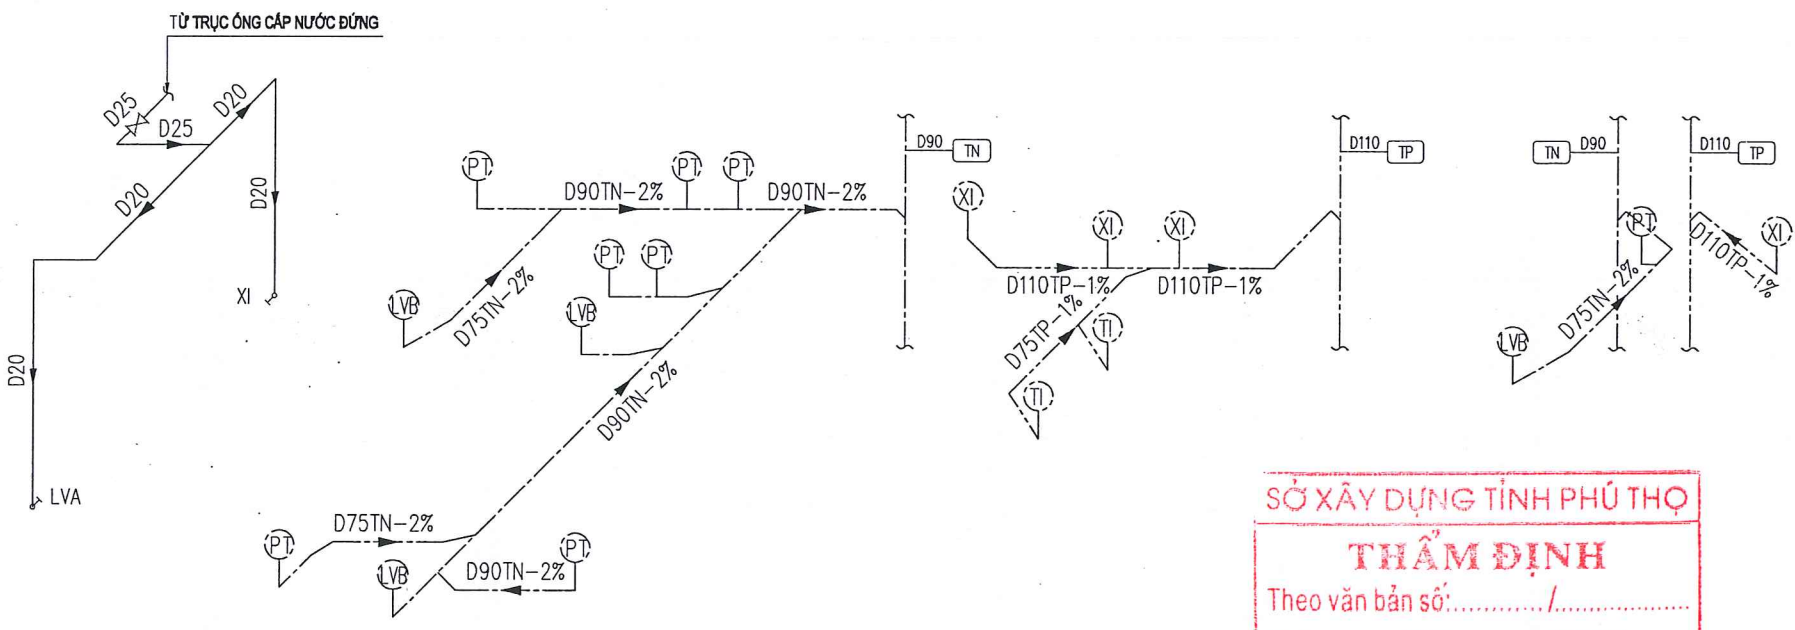 TỪ TRỤC ỐNG CẤP NƯỚC ĐỨNG
D25
D25
D20
D20
D20
D20
XI
LVA
PT
D90TN-2%
PT
PT
D90TN-2%
D90
TN
LVB
D75TN-2%
PT
PT
LVB
D90TN-2%
PT
D75TN-2%
LVB
D90TN-2%
PT
XI
XI
XI
D110TP-1%
D110TP-1%
D75TP-1%
TI
TI
D110
TP
TN
D90
D110
TP
PT
D75TN-2%
LVB
D110TP-1%
XI
SỞ XÂY DỰNG TỈNH PHÚ THỌ
THẨM ĐỊNH
Theo văn bản số:............/..................